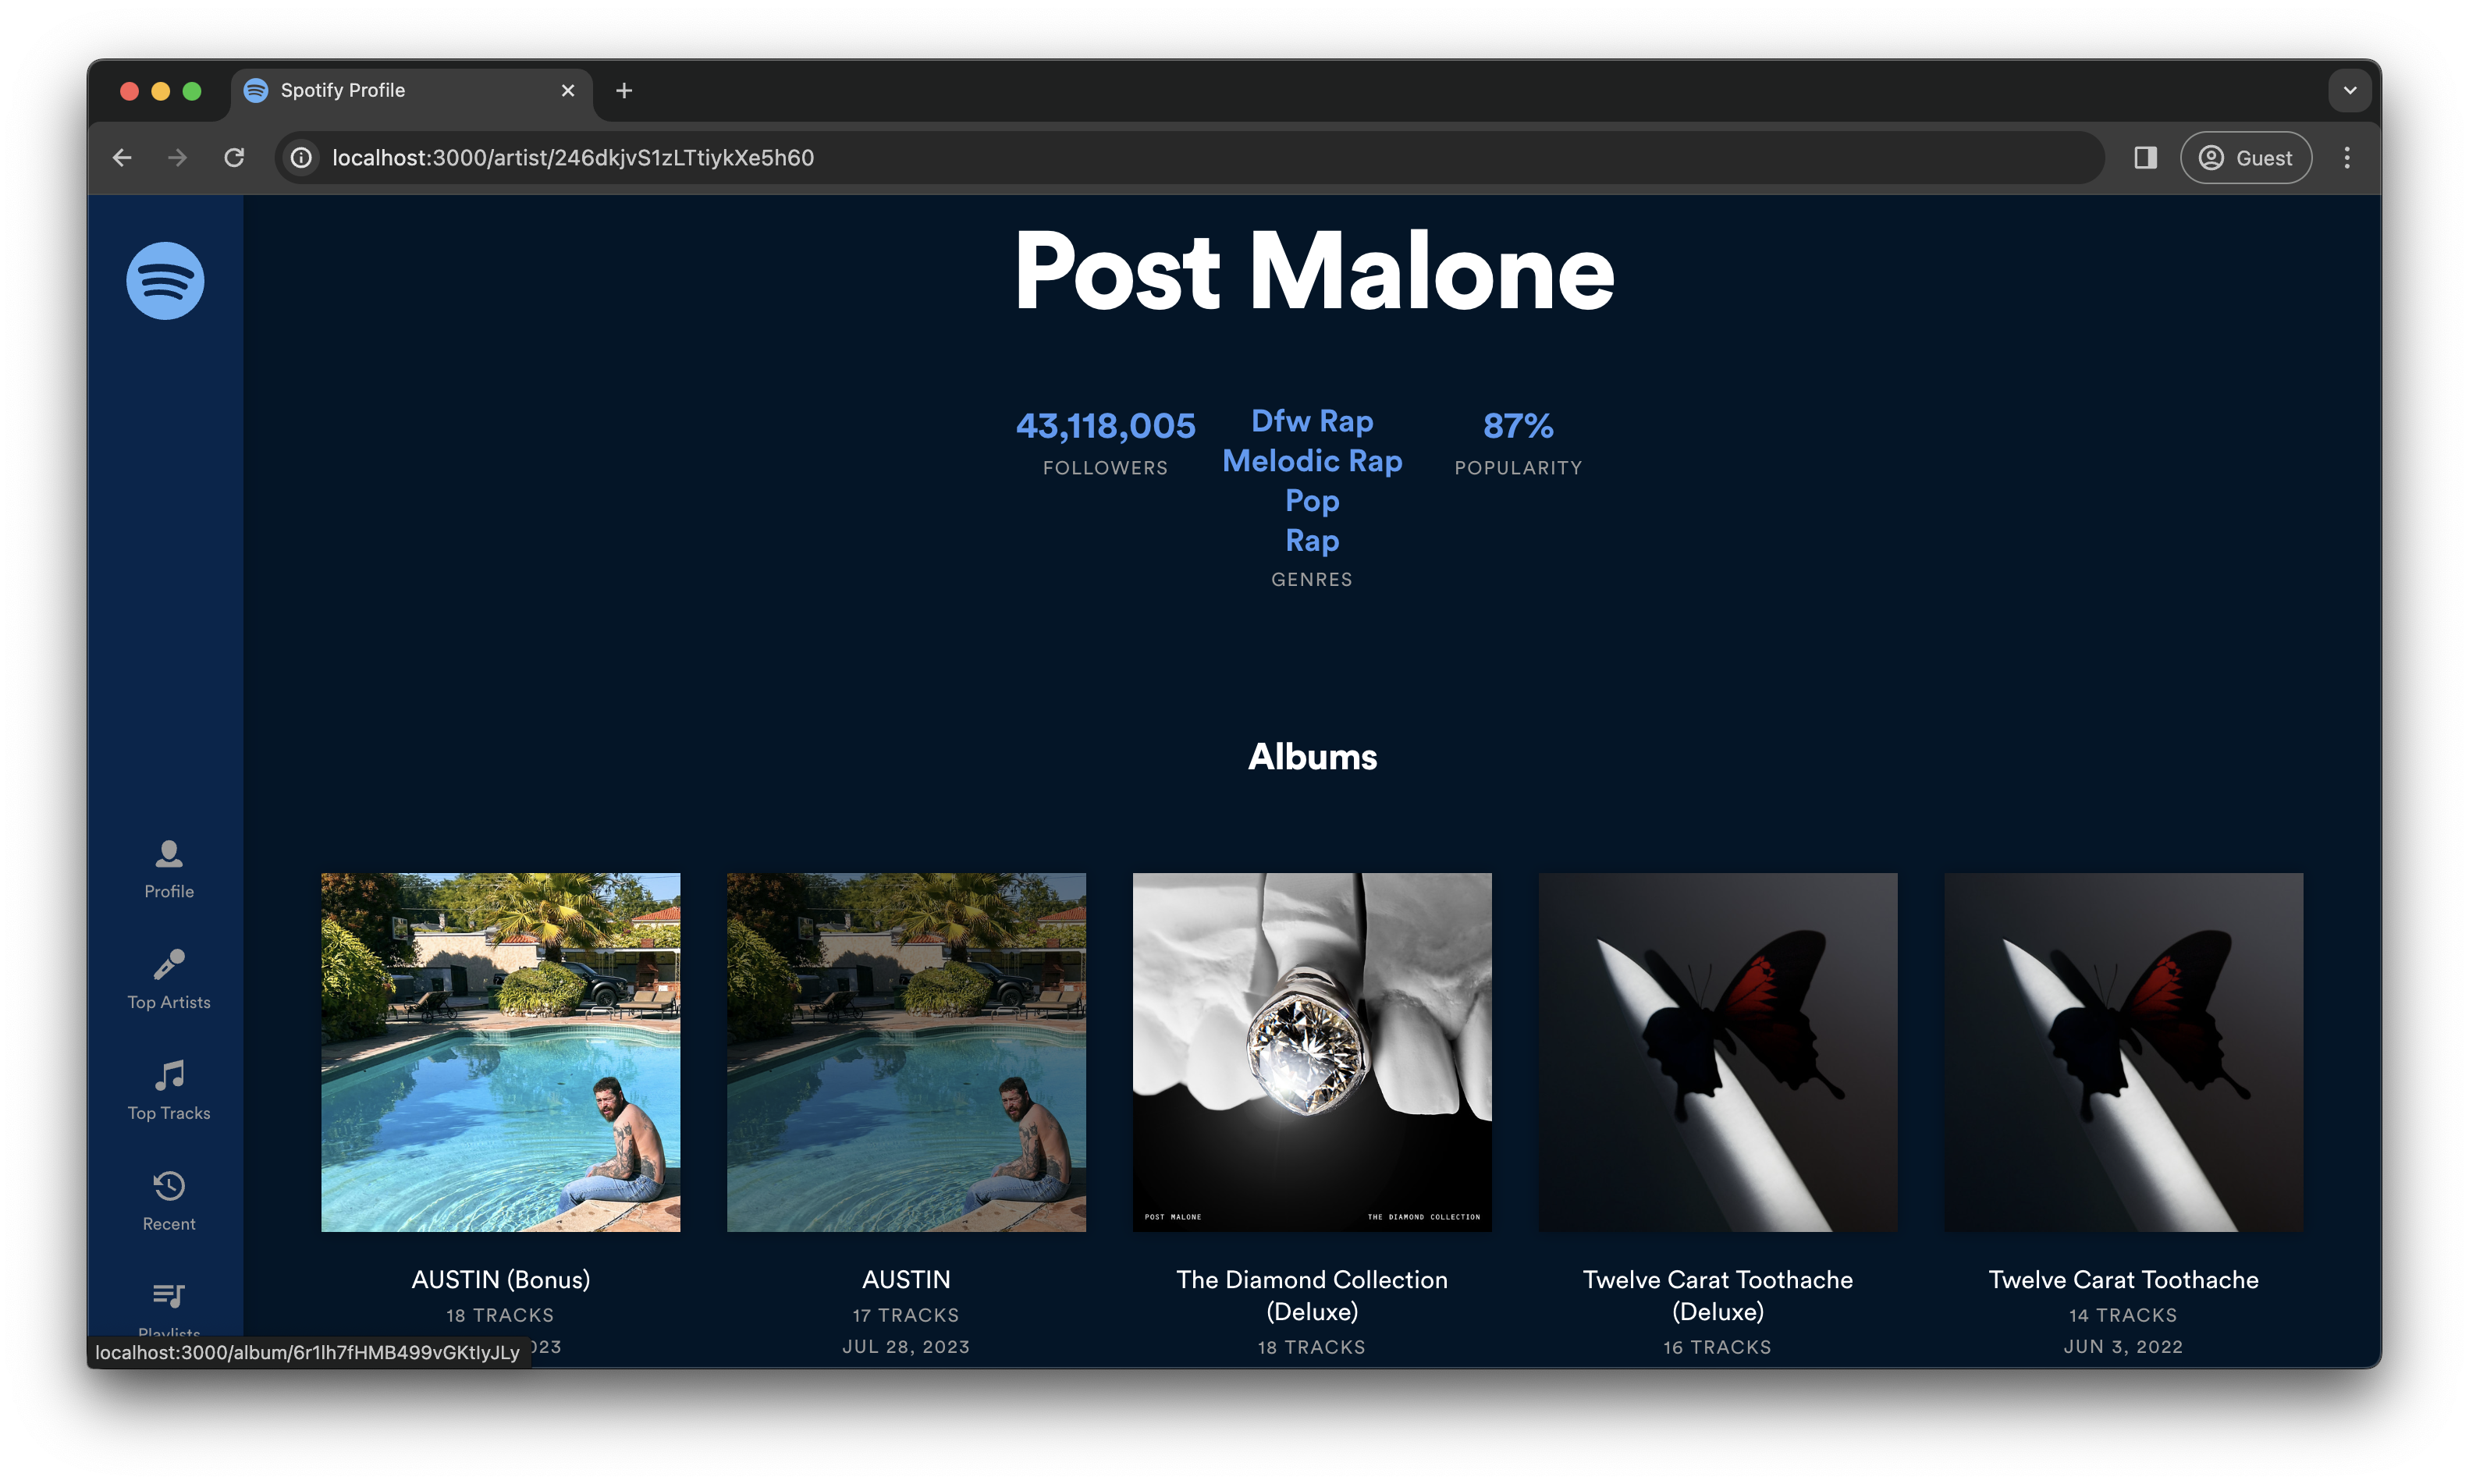 Spotify Profile
localhost:3000/artist/246dkjvS1zLTtiykXe5h60
Guest
Post Malone
43,118,005
FOLLOWERS
Dfw Rap
Melodic Rap
Pop
Rap
GENRES
87%
POPULARITY
Albums
Profile
Top Artists
Top Tracks
Recent
Playlists
POST MALONE
THE DIAMOND COLLECTION
AUSTIN (Bonus)
18 TRACKS
023
AUSTIN
17 TRACKS
JUL 28, 2023
The Diamond Collection
(Deluxe)
18 TRACKS
Twelve Carat Toothache
(Deluxe)
16 TRACKS
Twelve Carat Toothache
14 TRACKS
JUN 3, 2022
localhost:3000/album/6r1lh7fHMB499vGKtIyJLy